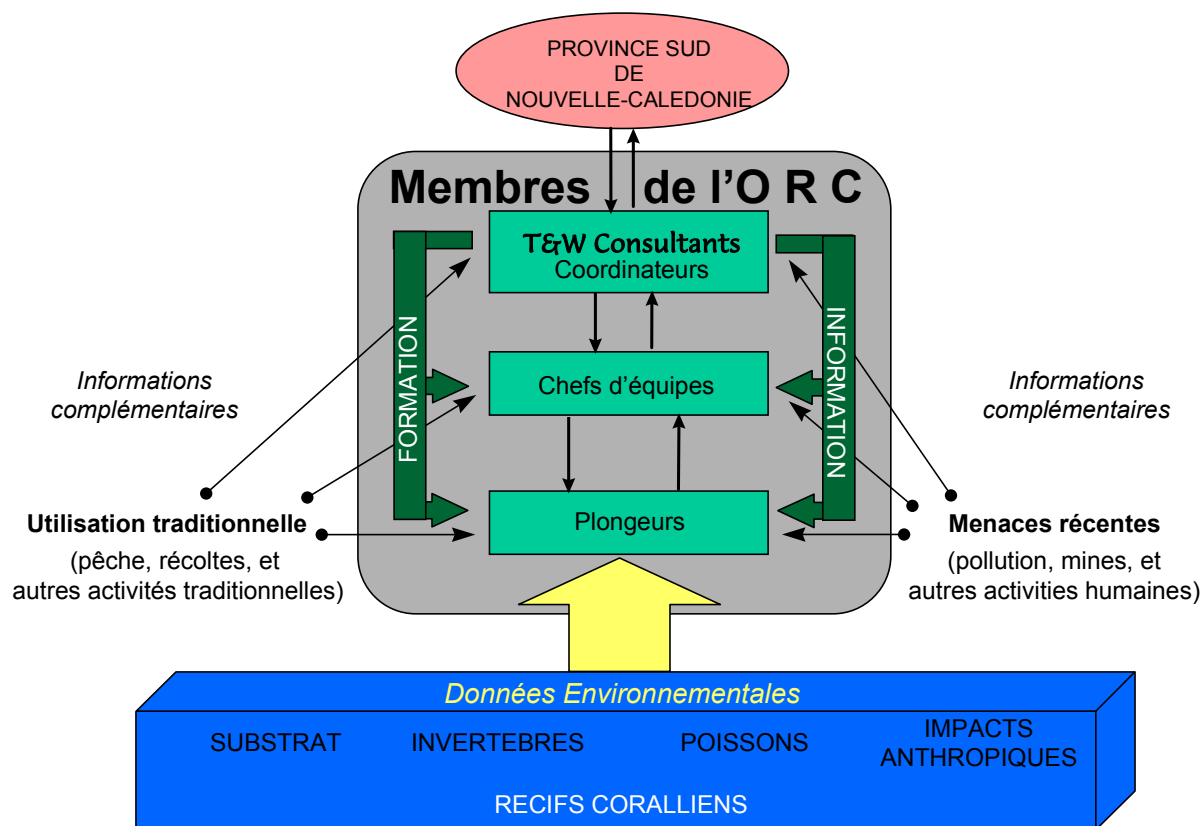 PROVINCE SUD
DE
NOUVELLE-CALEDONIE
Membres de l'O R C
T&W Consultants
Coordinateurs
FORMATION
INFORMATION
Chefs d'équipes
Informations
complémentaires
Informations
complémentaires
Plongeurs
Utilisation traditionnelle
(pêche, récoltes, et
autres activités traditionnelles)
Menaces récentes
(pollution, mines, et
autres activities humaines)
Données Environnementales
SUBSTRAT
INVERTEBRES
POISSONS
IMPACTS
ANTHROPIQUES
RECIFS CORALLIENS